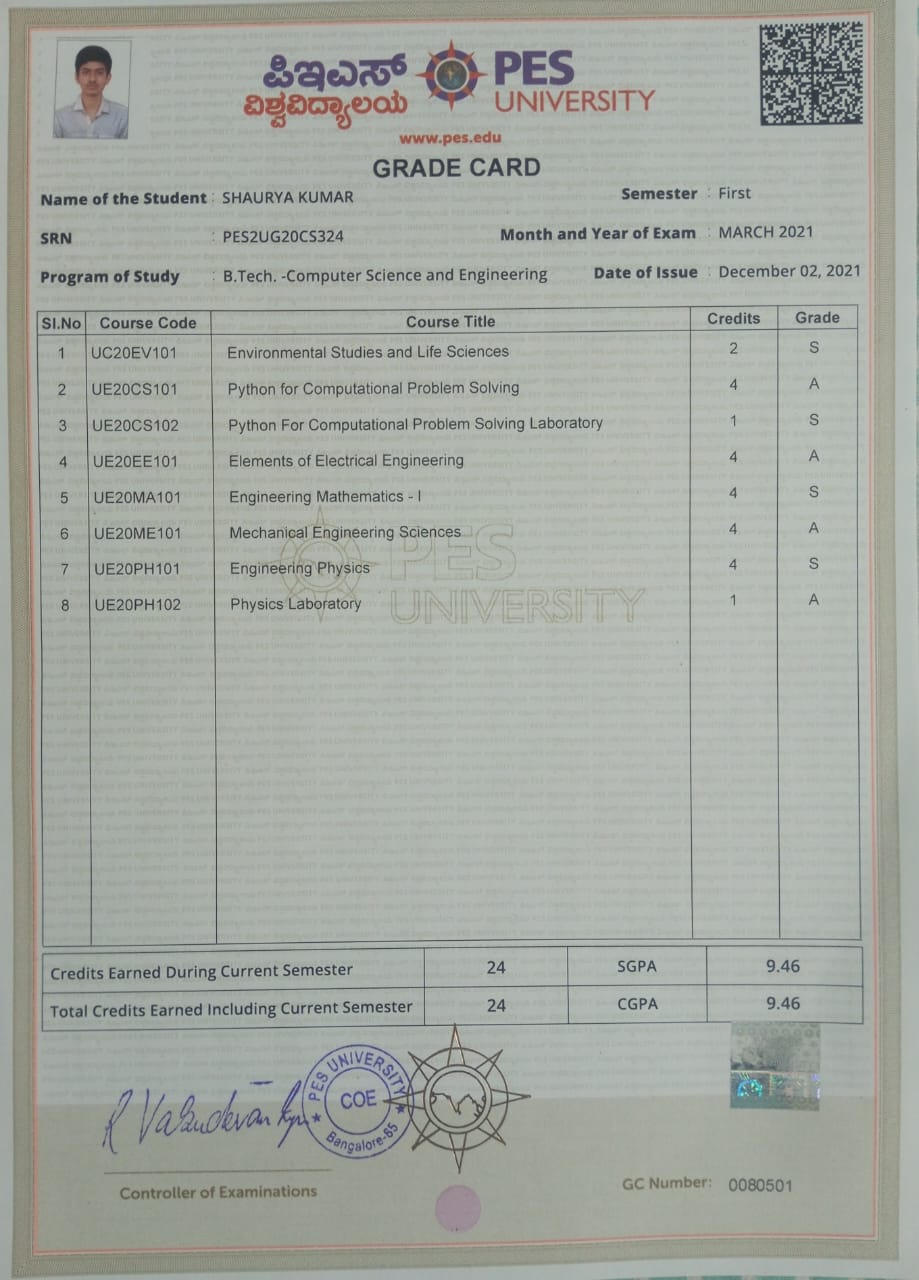 ಪಿಇಎಸ್ PES
ವಿಶ್ವವಿದ್ಯಾಲಯ UNIVERSITY
www.pes.edu
GRADE CARD
Name of the Student : SHAURYA KUMAR Semester : First
SRN : PES2UG20CS324 Month and Year of Exam : MARCH 2021
Program of Study : B.Tech. -Computer Science and Engineering Date of Issue : December 02, 2021
Sl.No Course Code Course Title Credits Grade
1 UC20EV101 Environmental Studies and Life Sciences 2 S
2 UE20CS101 Python for Computational Problem Solving 4 A
3 UE20CS102 Python For Computational Problem Solving Laboratory 1 S
4 UE20EE101 Elements of Electrical Engineering 4 A
5 UE20MA101 Engineering Mathematics - I 4 S
6 UE20ME101 Mechanical Engineering Sciences 4 A
7 UE20PH101 Engineering Physics 4 S
8 UE20PH102 Physics Laboratory 1 A
PES
UNIVERSITY
Credits Earned During Current Semester 24 SGPA 9.46
Total Credits Earned Including Current Semester 24 CGPA 9.46
PES UNIVERSITY
COE
Bangalore-85
Controller of Examinations
GC Number: 0080501